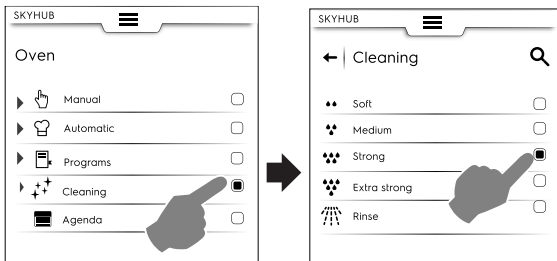 SKYHUB
Oven
Manual
Automatic
Programs
Cleaning
Agenda
SKYHUB
Cleaning
Soft
Medium
Strong
Extra strong
Rinse